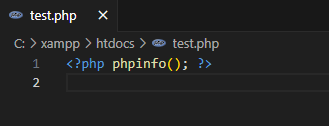 test.php ×
C: > xampp > htdocs > test.php
1 <?php phpinfo(); ?>
2